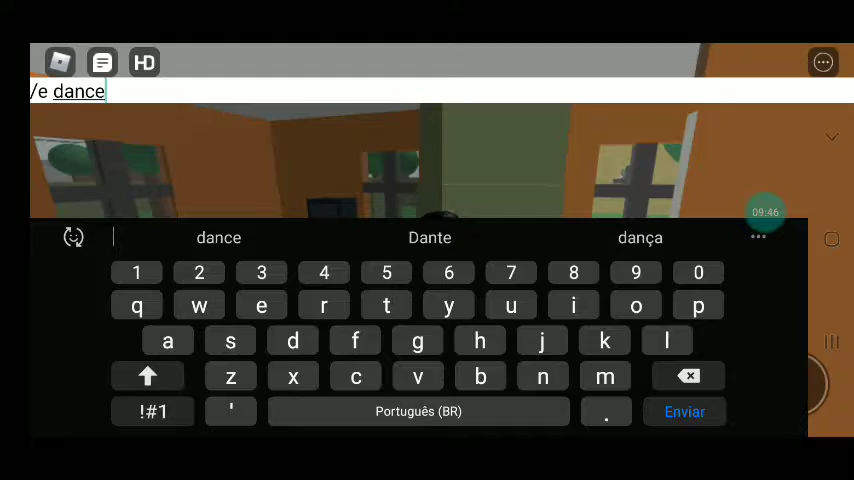 HD
/e dance
09:46
dance Dante dança
1 2 3 4 5 6 7 8 9 0
q w e r t y u i o p
a s d f g h j k l
z x c v b n m
!#1 ' Português (BR) . Enviar